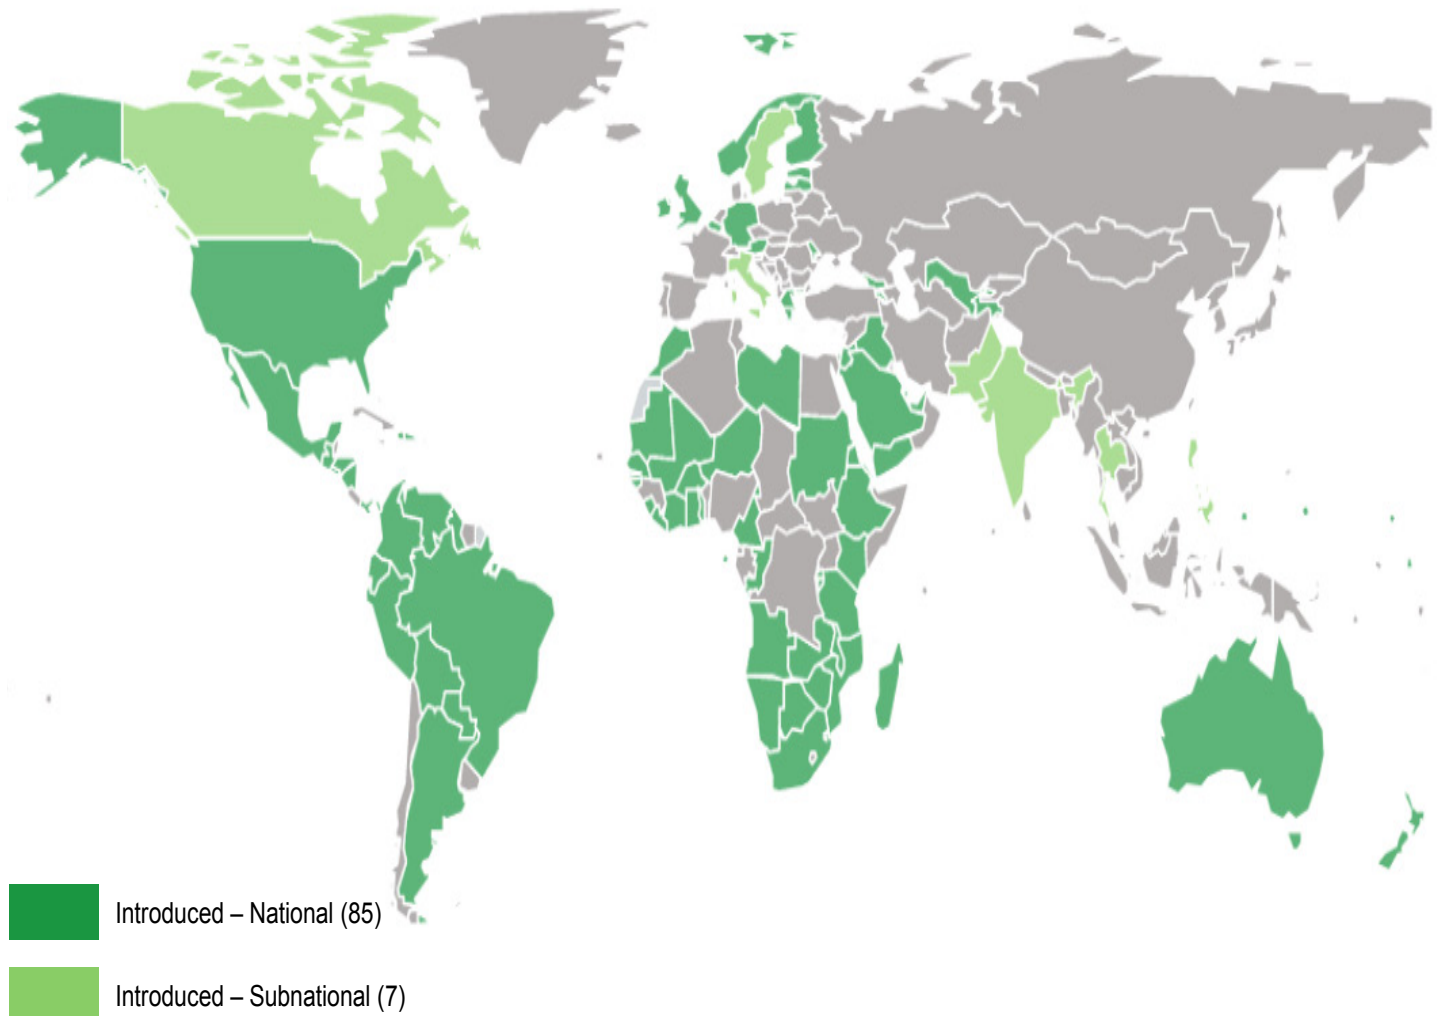 Introduced – National (85)
Introduced – Subnational (7)